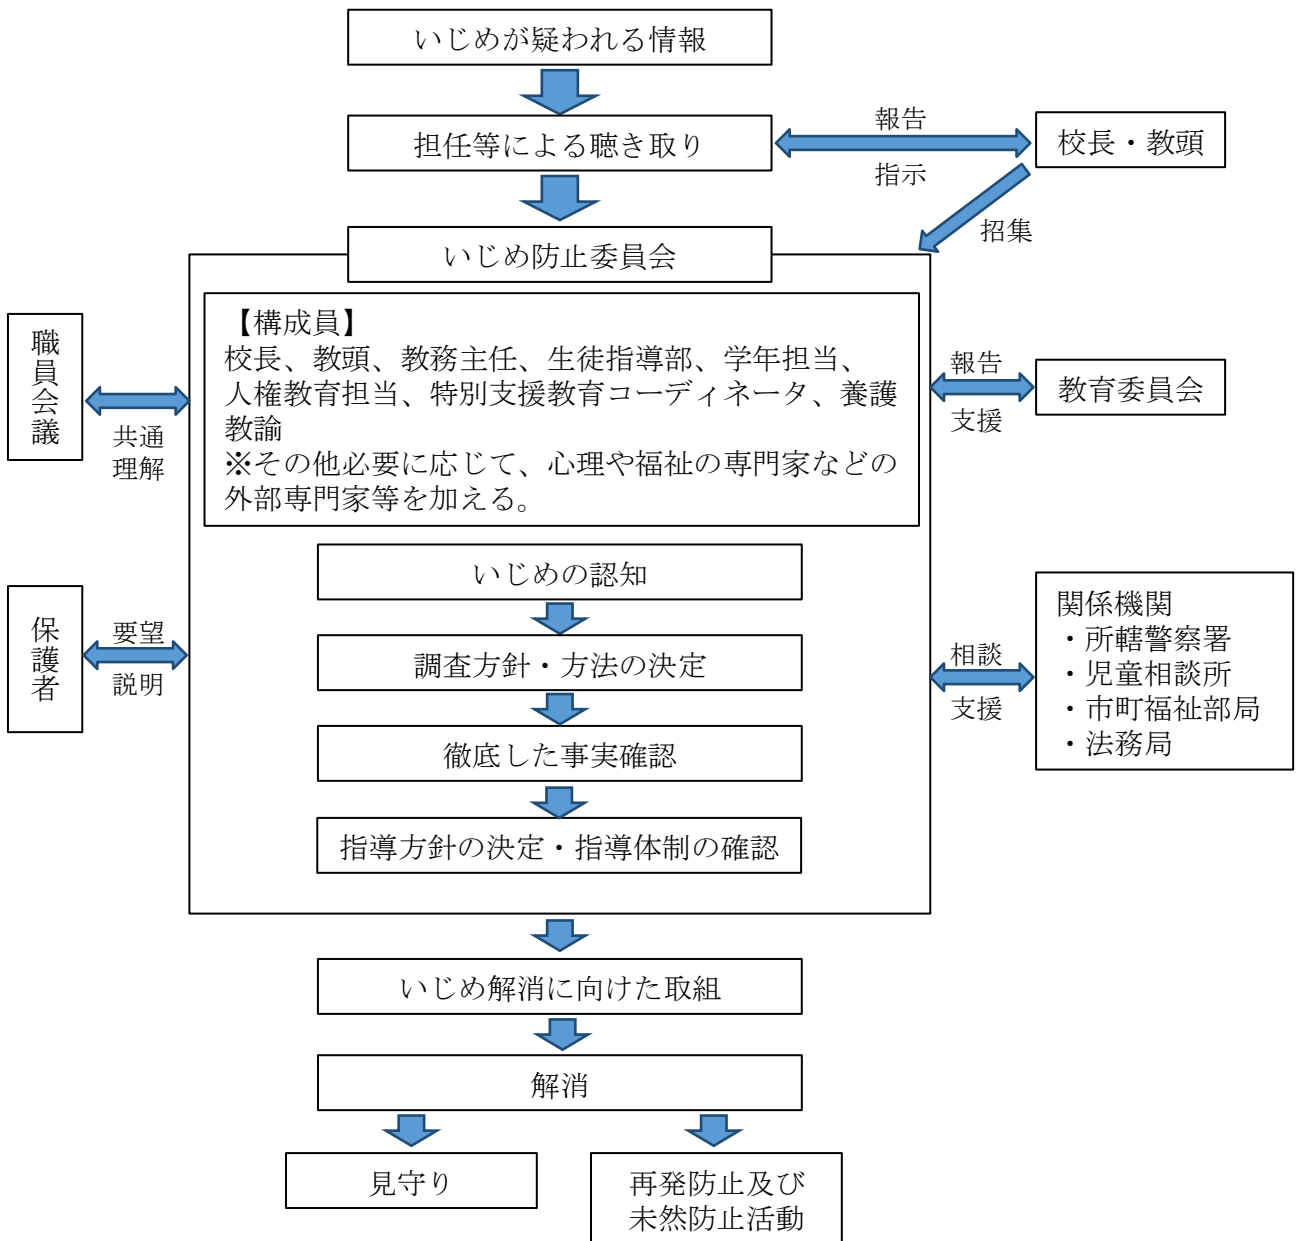 いじめが疑われる情報
担任等による聴き取り
報告
指示
校長・教頭
招集
いじめ防止委員会
【構成員】
校長、教頭、教務主任、生徒指導部、学年担当、
人権教育担当、特別支援教育コーディネータ、養護
教諭
※その他必要に応じて、心理や福祉の専門家などの
外部専門家等を加える。
職員会議
共通
理解
報告
支援
教育委員会
いじめの認知
調査方針・方法の決定
徹底した事実確認
指導方針の決定・指導体制の確認
保護者
要望
説明
相談
支援
関係機関
・所轄警察署
・児童相談所
・市町福祉部局
・法務局
いじめ解消に向けた取組
解消
見守り
再発防止及び
未然防止活動